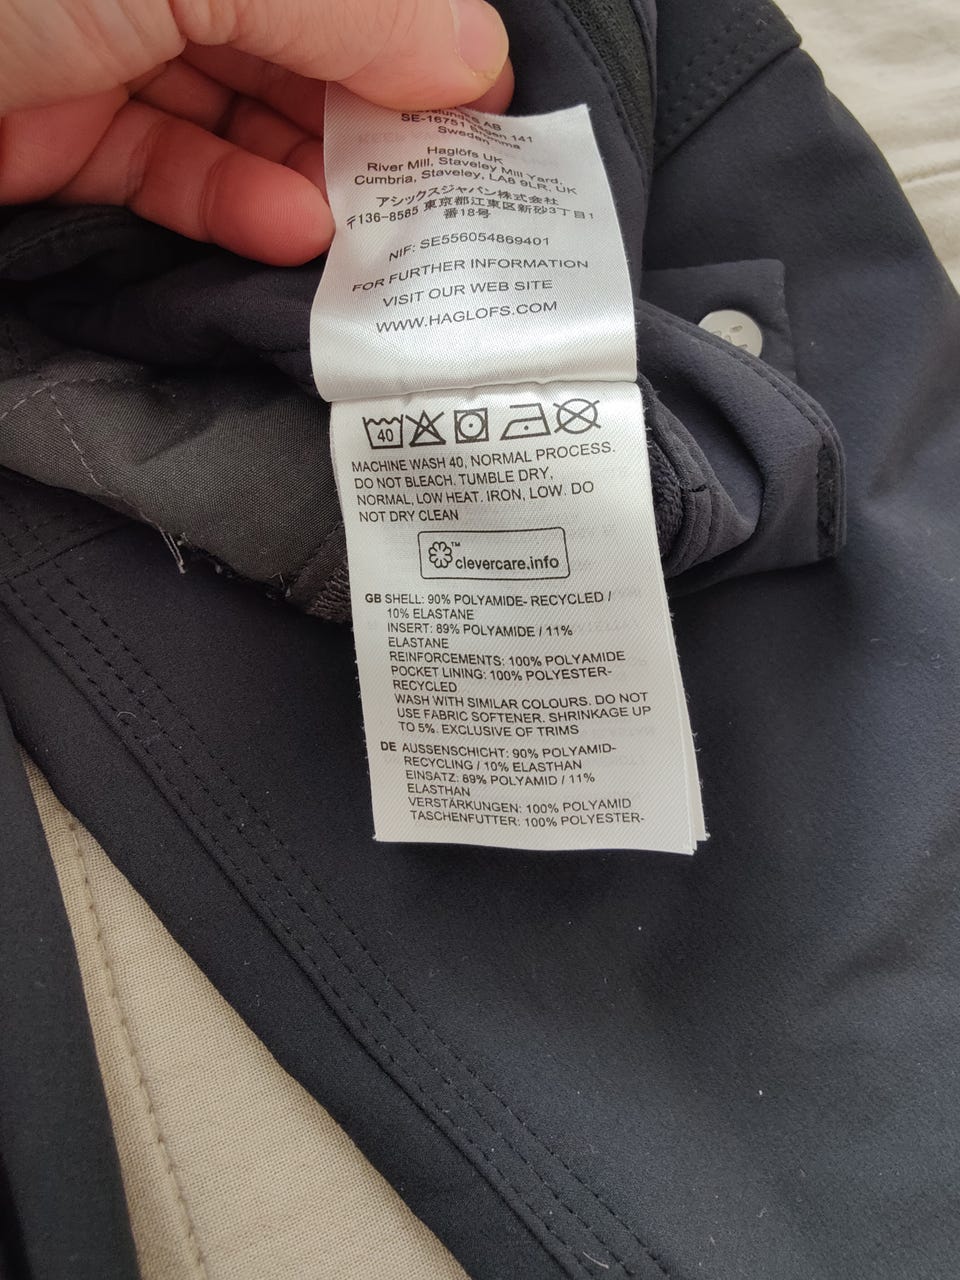 SE-16751
141
Sweden
Haglöfs UK
River Mill, Staveley Mill Yard,
Cumbria, Staveley, LA8 9LR, UK
アシックスジャパン株式会社
〒136-8585 東京都江東区新砂3丁目1
番18号
NIF: SE556054869401
FOR FURTHER INFORMATION
VISIT OUR WEB SITE
WWW.HAGLOFS.COM
40
MACHINE WASH 40, NORMAL PROCESS.
DO NOT BLEACH. TUMBLE DRY,
NORMAL, LOW HEAT. IRON, LOW. DO
NOT DRY CLEAN
clevercare.info™
GB SHELL: 90% POLYAMIDE- RECYCLED /
10% ELASTANE
INSERT: 89% POLYAMIDE / 11%
ELASTANE
REINFORCEMENTS: 100% POLYAMIDE
POCKET LINING: 100% POLYESTER-
RECYCLED
WASH WITH SIMILAR COLOURS. DO NOT
USE FABRIC SOFTENER. SHRINKAGE UP
TO 5%. EXCLUSIVE OF TRIMS
DE AUSSENSCHICHT: 90% POLYAMID-
RECYCLING / 10% ELASTHAN
EINSATZ: 89% POLYAMID / 11%
ELASTHAN
VERSTÄRKUNGEN: 100% POLYAMID
TASCHENFUTTER: 100% POLYESTER-